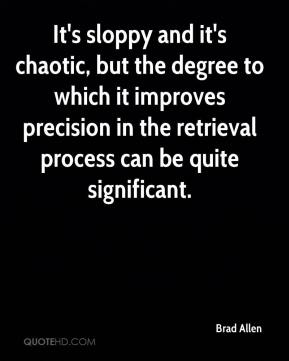 It's sloppy and it's
chaotic, but the degree to
which it improves
precision in the retrieval
process can be quite
significant.
Brad Allen
QUOTEHD.COM